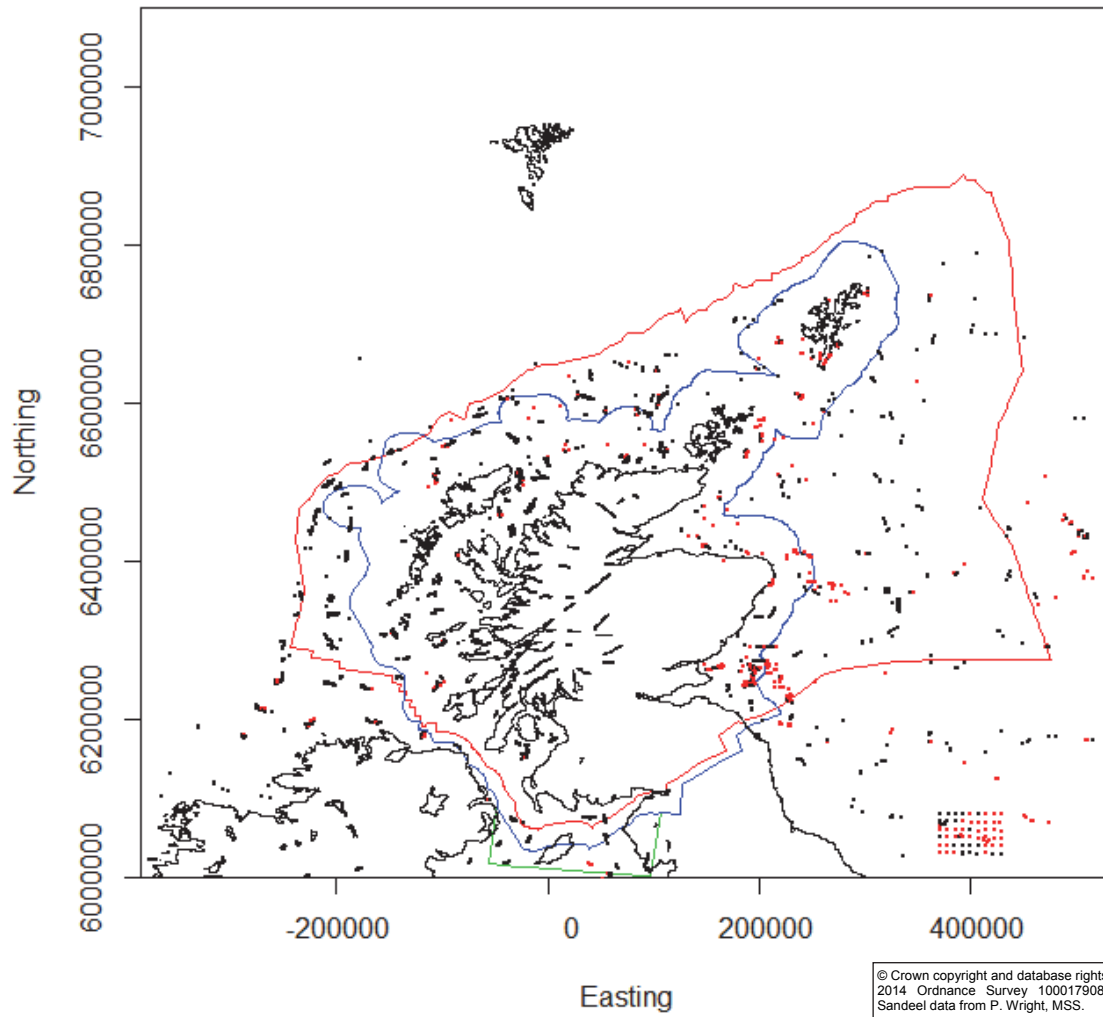 7000000
6800000
6600000
6400000
6200000
6000000
Northing
-200000 0 200000 400000
Easting
© Crown copyright and database rights
2014 Ordnance Survey 100017908
Sandeel data from P. Wright, MSS.